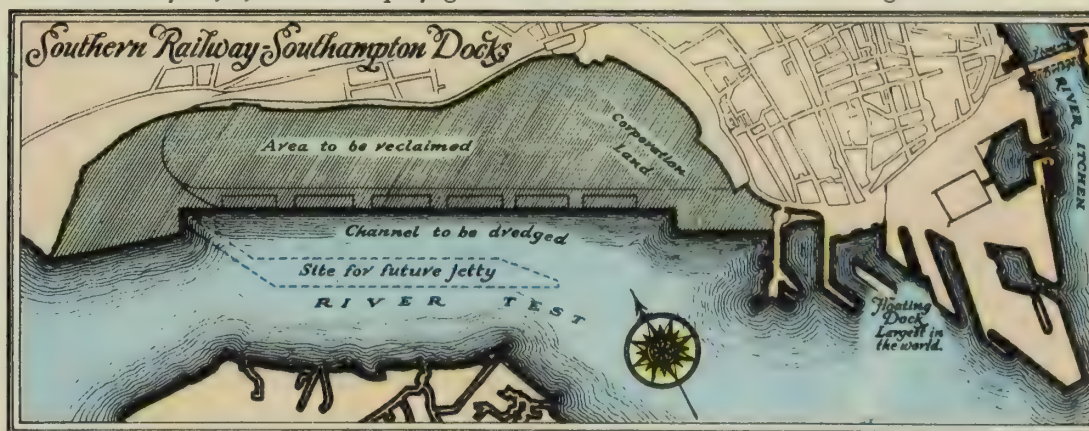 Southern Railway-Southampton Docks
Area to be reclaimed
Corporation
Land
Channel to be dredged
Site for future Jetty
RIVER TEST
Floating
Dock
Largest in
the world.
RIVER ITCHEN